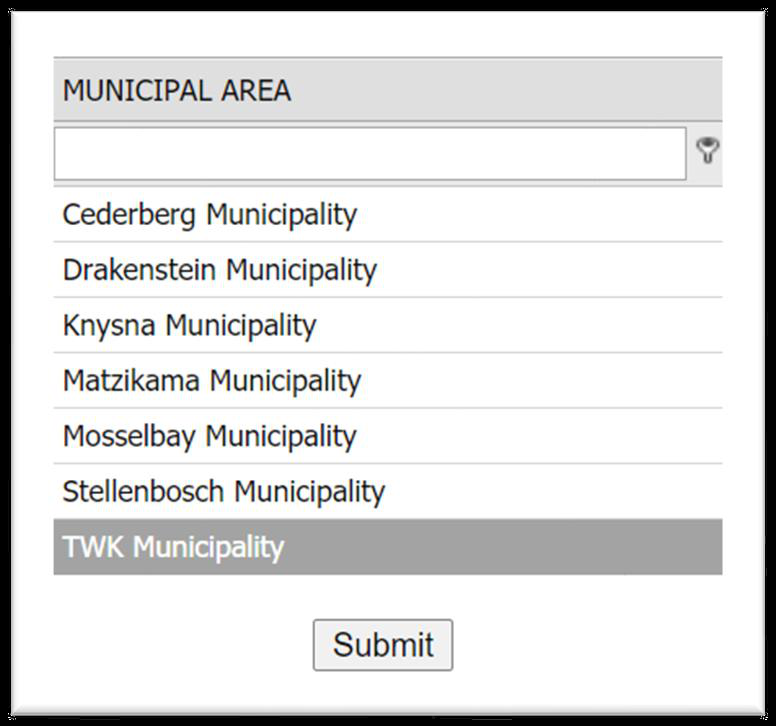 MUNICIPAL AREA
Cederberg Municipality
Drakenstein Municipality
Knysna Municipality
Matzikama Municipality
Mosselbay Municipality
Stellenbosch Municipality
TWK Municipality
Submit